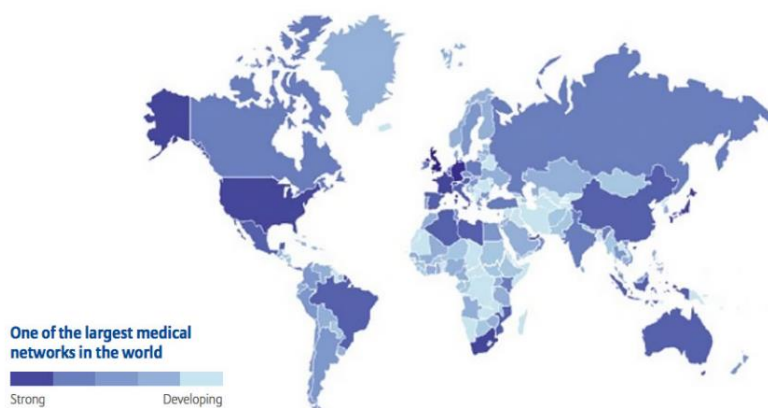 One of the largest medical
networks in the world
Strong Developing